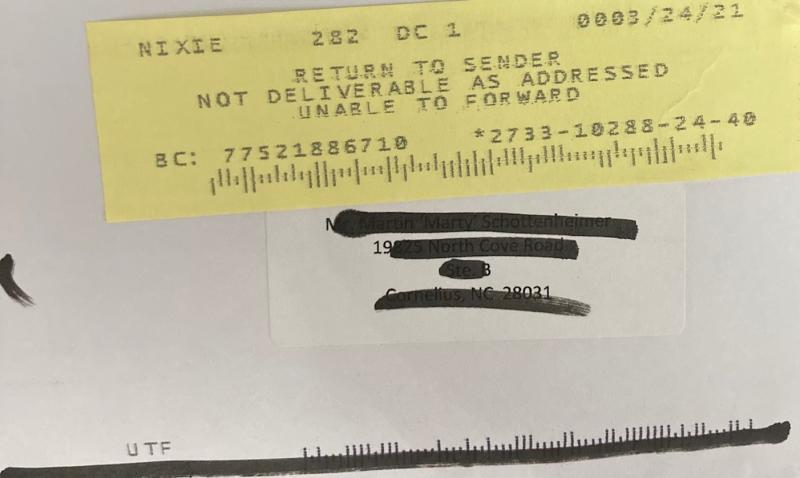 NIXIE 282 DC 1 0003/24/21
RETURN TO SENDER
NOT DELIVERABLE AS ADDRESSED
UNABLE TO FORWARD
BC: 77521886710 *2733-10288-24-40
UTF